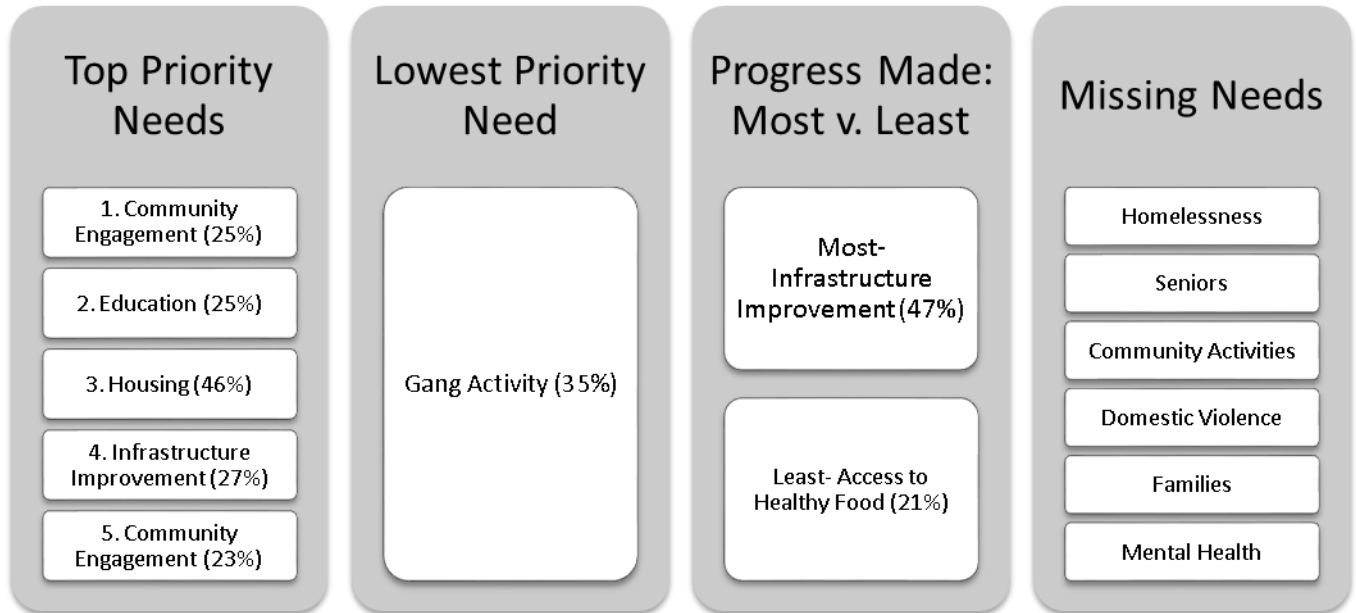 Top Priority
Needs
1. Community
Engagement (25%)
2. Education (25%)
3. Housing (46%)
4. Infrastructure
Improvement (27%)
5. Community
Engagement (23%)
Lowest Priority
Need
Gang Activity (35%)
Progress Made:
Most v. Least
Most-
Infrastructure
Improvement (47%)
Least- Access to
Healthy Food (21%)
Missing Needs
Homelessness
Seniors
Community Activities
Domestic Violence
Families
Mental Health